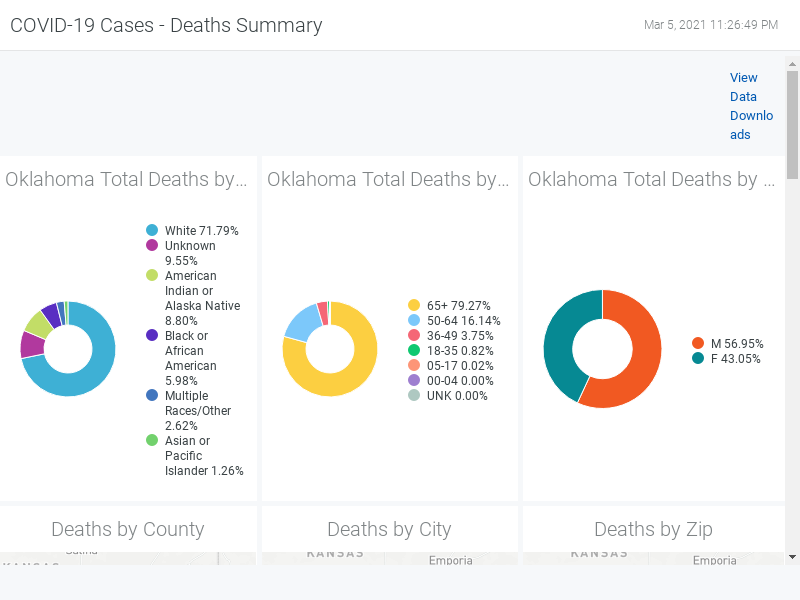 COVID-19 Cases - Deaths Summary
Mar 5, 2021 11:26:49 PM
View
Data
Downlo
ads
Oklahoma Total Deaths by...
White 71.79%
Unknown
9.55%
American
Indian or
Alaska Native
8.80%
Black or
African
American
5.98%
Multiple
Races/Other
2.62%
Asian or
Pacific
Islander 1.26%
Oklahoma Total Deaths by...
65+ 79.27%
50-64 16.14%
36-49 3.75%
18-35 0.82%
05-17 0.02%
00-04 0.00%
UNK 0.00%
Oklahoma Total Deaths by ...
M 56.95%
F 43.05%
Deaths by County
Salina
KANSAS
Deaths by City
KANSAS
Emporia
Deaths by Zip
KANSAS
Emporia